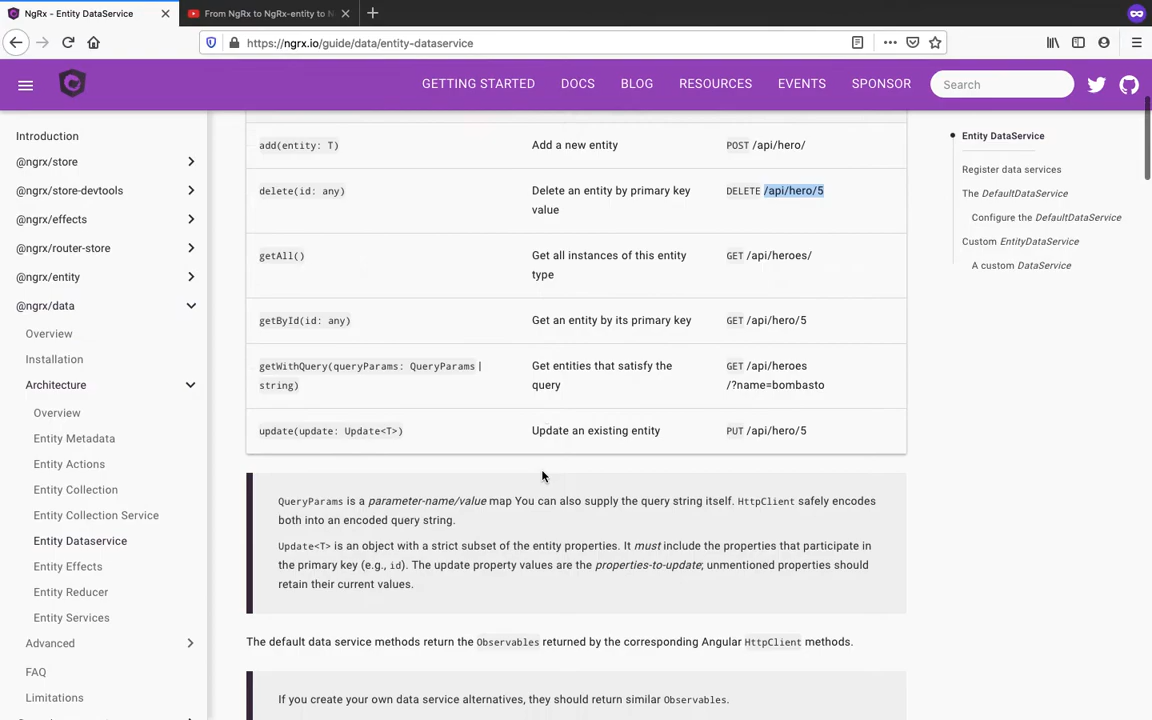 NgRx - Entity DataService
From NgRx to NgRx-entity to N
https://ngrx.io/guide/data/entity-dataservice
GETTING STARTED
DOCS
BLOG
RESOURCES
EVENTS
SPONSOR
Search
Introduction
@ngrx/store
@ngrx/store-devtools
@ngrx/effects
@ngrx/router-store
@ngrx/entity
@ngrx/data
Overview
Installation
Architecture
Overview
Entity Metadata
Entity Actions
Entity Collection
Entity Collection Service
Entity Dataservice
Entity Effects
Entity Reducer
Entity Services
Advanced
FAQ
Limitations
add(entity: T)
Add a new entity
POST /api/hero/
delete(id: any)
Delete an entity by primary key
value
DELETE /api/hero/5
getAll()
Get all instances of this entity
type
GET /api/heroes/
getById(id: any)
Get an entity by its primary key
GET /api/hero/5
getWithQuery(queryParams: QueryParams |
string)
Get entities that satisfy the
query
GET /api/heroes
/?name=bombasto
update(update: Update<T>)
Update an existing entity
PUT /api/hero/5
QueryParams is a parameter-name/value map You can also supply the query string itself. HttpClient safely encodes
both into an encoded query string.
Update<T> is an object with a strict subset of the entity properties. It must include the properties that participate in
the primary key (e.g., id). The update property values are the properties-to-update; unmentioned properties should
retain their current values.
The default data service methods return the Observables returned by the corresponding Angular HttpClient methods.
If you create your own data service alternatives, they should return similar Observables.
Entity DataService
Register data services
The DefaultDataService
Configure the DefaultDataService
Custom EntityDataService
A custom DataService